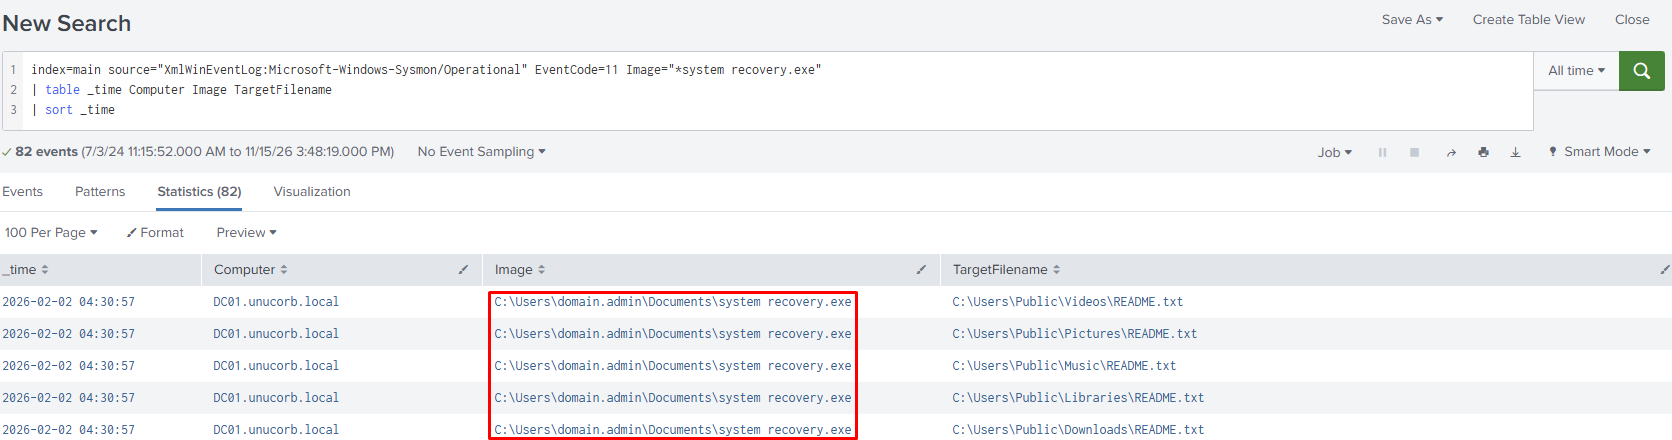 New Search
Save As Create Table View Close
1 index=main source="XmlWinEventLog:Microsoft-Windows-Sysmon/Operational" EventCode=11 Image="*system recovery.exe"
2 | table _time Computer Image TargetFilename
3 | sort _time
All time
82 events (7/3/24 11:15:52.000 AM to 11/15/26 3:48:19.000 PM) No Event Sampling Job Smart Mode
Events Patterns Statistics (82) Visualization
100 Per Page Format Preview
_time Computer Image TargetFilename
2026-02-02 04:30:57 DC01.unucorb.local C:\Users\domain.admin\Documents\system recovery.exe C:\Users\Public\Videos\README.txt
2026-02-02 04:30:57 DC01.unucorb.local C:\Users\domain.admin\Documents\system recovery.exe C:\Users\Public\Pictures\README.txt
2026-02-02 04:30:57 DC01.unucorb.local C:\Users\domain.admin\Documents\system recovery.exe C:\Users\Public\Music\README.txt
2026-02-02 04:30:57 DC01.unucorb.local C:\Users\domain.admin\Documents\system recovery.exe C:\Users\Public\Libraries\README.txt
2026-02-02 04:30:57 DC01.unucorb.local C:\Users\domain.admin\Documents\system recovery.exe C:\Users\Public\Downloads\README.txt